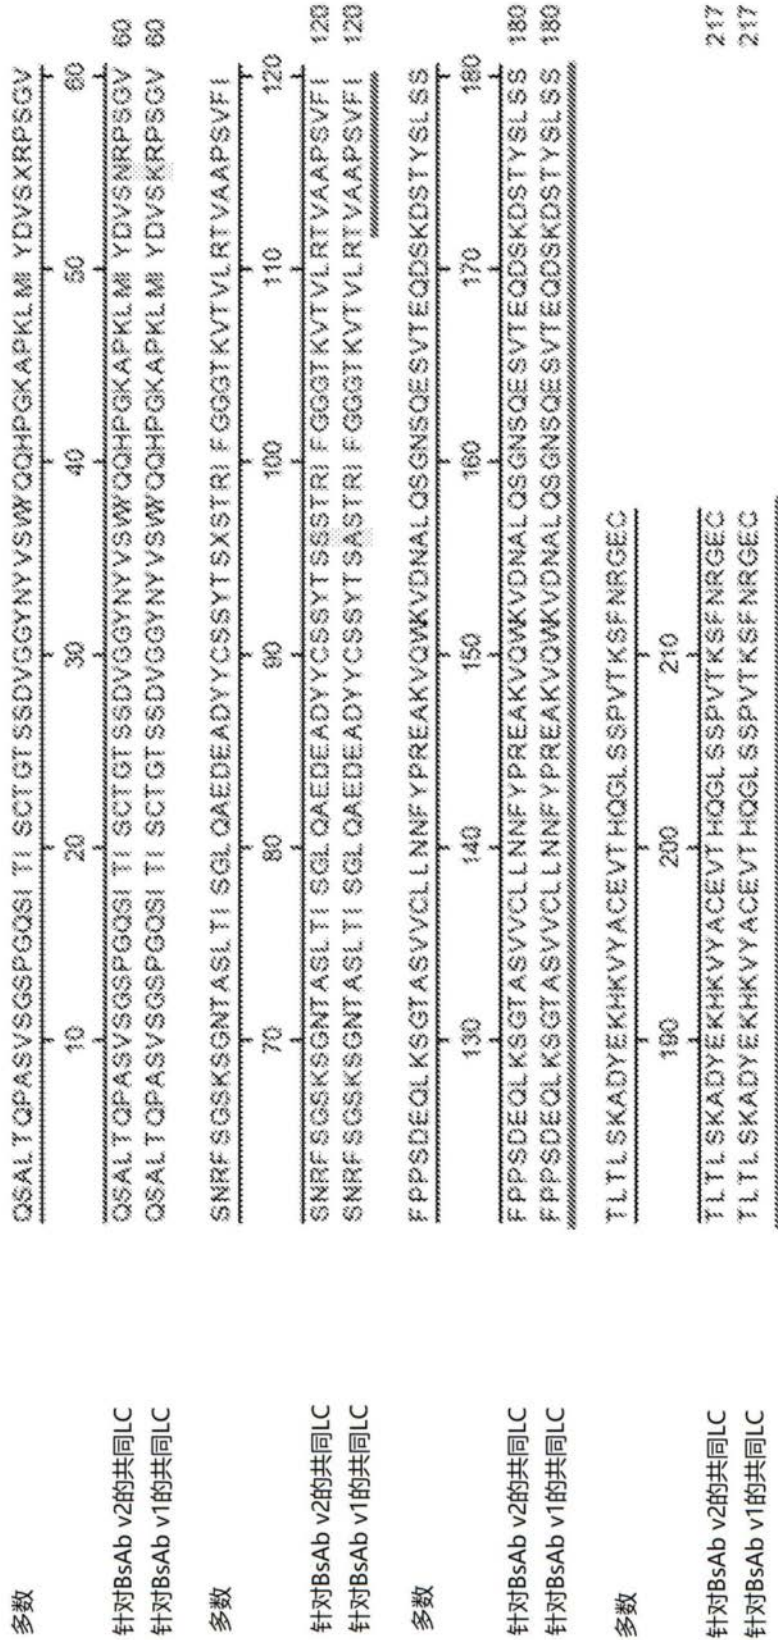 多数 QSALTQPASVSGSPGQSITISCTGTSSDVGGYNYVSWYQQHPGKAPKLMIYDVSXRPSGV
10 20 30 40 50 60
针对BsAb v2的共同LC QSALTQPASVSGSPGQSITISCTGTSSDVGGYNYVSWYQQHPGKAPKLMIYDVSNRPSGV 60
针对BsAb v1的共同LC QSALTQPASVSGSPGQSITISCTGTSSDVGGYNYVSWYQQHPGKAPKLMIYDVSKRPSGV 60
多数 SNRFSGSKSGNTASLTISGLQAEDEADYYCSSYTSXSTRIFGGGTKVTVLRTVAAPSVFI
70 80 90 100 110 120
针对BsAb v2的共同LC SNRFSGSKSGNTASLTISGLQAEDEADYYCSSYTSSSTRIFGGGTKVTVLRTVAAPSVFI 120
针对BsAb v1的共同LC SNRFSGSKSGNTASLTISGLQAEDEADYYCSSYTSASTRIFGGGTKVTVLRTVAAPSVFI 120
多数 FPPSDEQLKSGTASVVCLLNNFYPREAKVQWKVDNALQSGNSQESVTEQDSKDSTYSLSS
130 140 150 160 170 180
针对BsAb v2的共同LC FPPSDEQLKSGTASVVCLLNNFYPREAKVQWKVDNALQSGNSQESVTEQDSKDSTYSLSS 180
针对BsAb v1的共同LC FPPSDEQLKSGTASVVCLLNNFYPREAKVQWKVDNALQSGNSQESVTEQDSKDSTYSLSS 180
多数 TLTLSKADYEKHKVYACEVTHQGLSSPVTKSFNRGEC
190 200 210
针对BsAb v2的共同LC TLTLSKADYEKHKVYACEVTHQGLSSPVTKSFNRGEC 217
针对BsAb v1的共同LC TLTLSKADYEKHKVYACEVTHQGLSSPVTKSFNRGEC 217